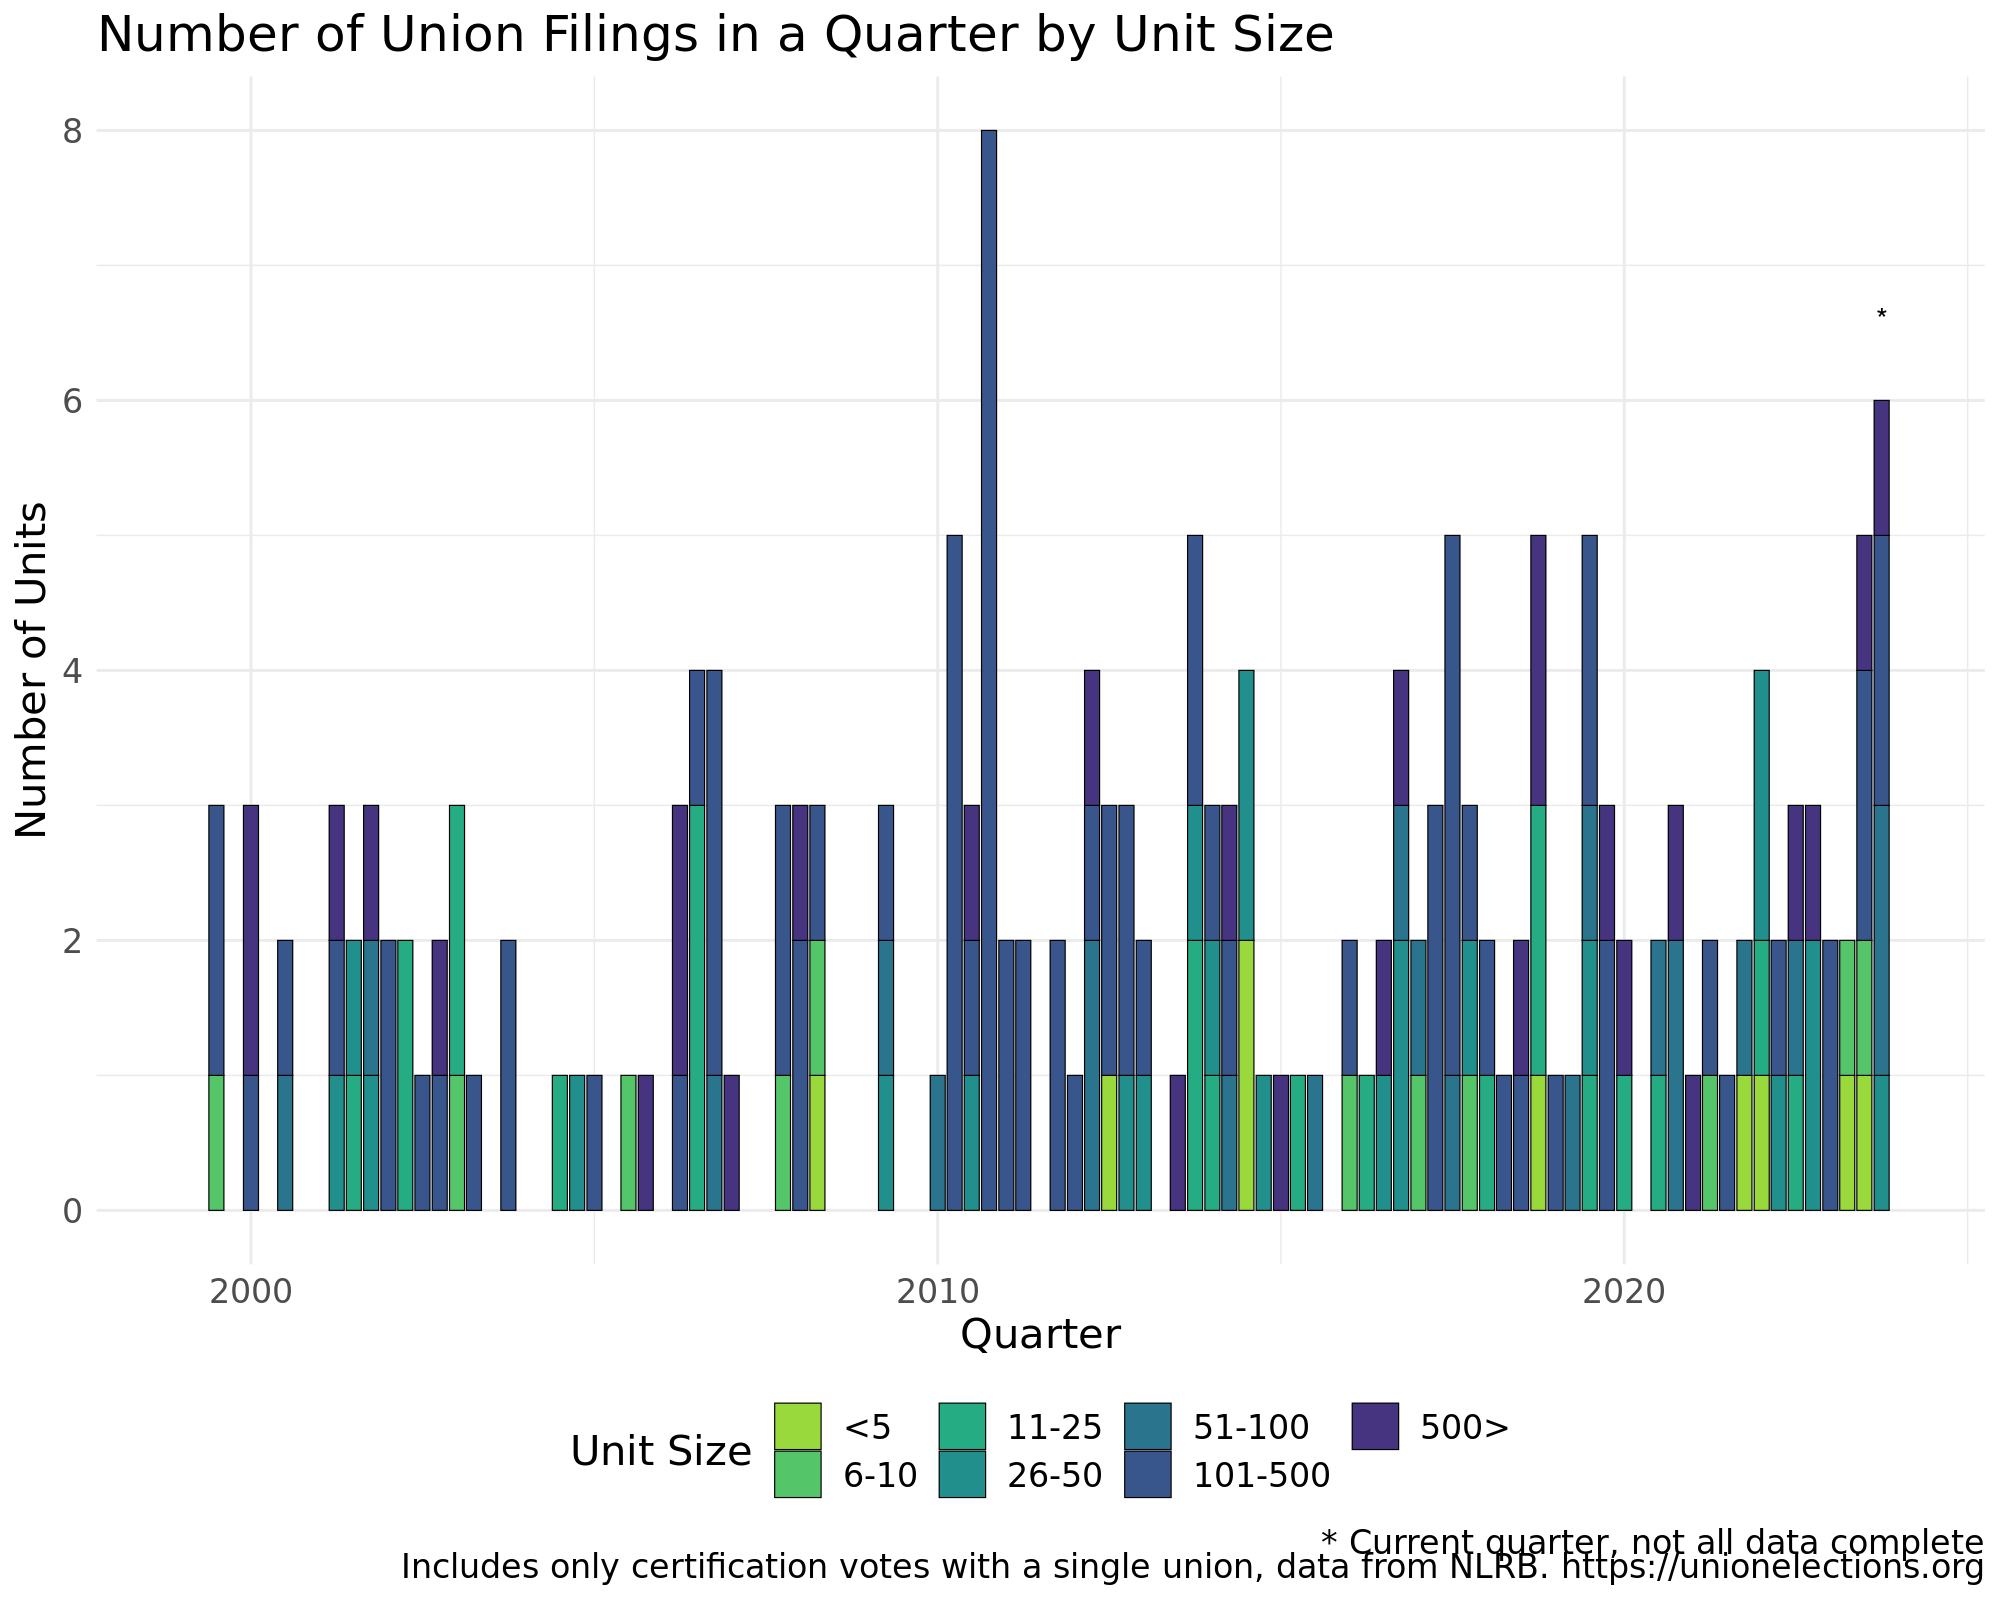 Number of Union Filings in a Quarter by Unit Size
Number of Units
8
6
4
2
0
*
2000 2010 2020
Quarter
Unit Size
<5 11-25 51-100 500>
6-10 26-50 101-500
* Current quarter, not all data complete
Includes only certification votes with a single union, data from NLRB. https://unionelections.org